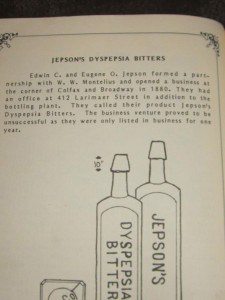 JEPSON'S DYSPEPSIA BITTERS
Edwin C. and Eugene O. Jepson formed a part-
nership with W. W. Montelius and opened a business at
the corner of Colfax and Broadway in 1880. They had
an office at 412 Larimaer Street in addition to the
bottling plant. They called their product Jepson's
Dyspepsia Bitters. The business venture proved to be
unsuccessful as they were only listed in business for one
year.
JEPSON'S
DYSPEPSIA
BITTER